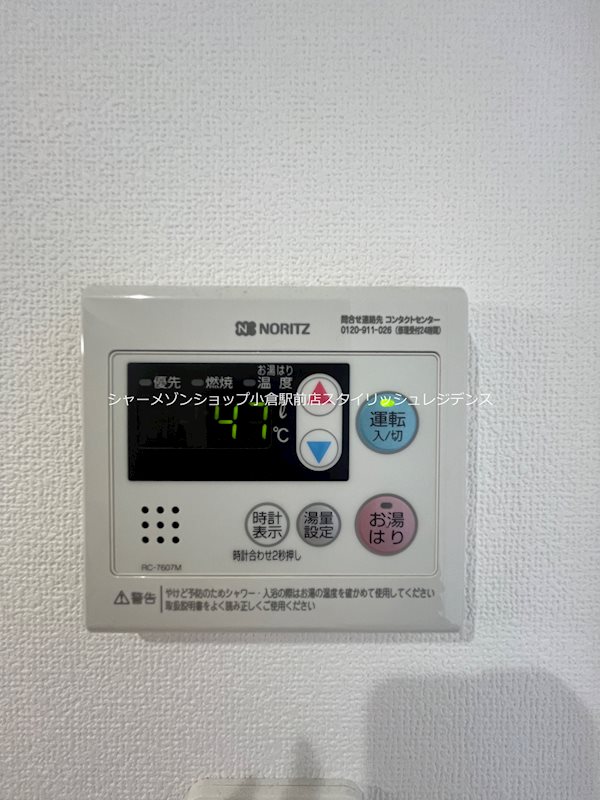 NORITZ
問合せ連絡先 コンタクトセンター
0120-911-026 (修理受付24時間)
お湯はり
優先 燃焼 温度
シャーメゾンショップ小倉駅前店スタイリッシュレジデンス
ℓ
℃
運転
入/切
時計
表示
湯量
設定
お湯
はり
時計合わせ2秒押し
RC-7607M
警告
やけど予防のためシャワー・入浴の際はお湯の温度を確かめて使用してください
取扱説明書をよく読み正しくご使用ください